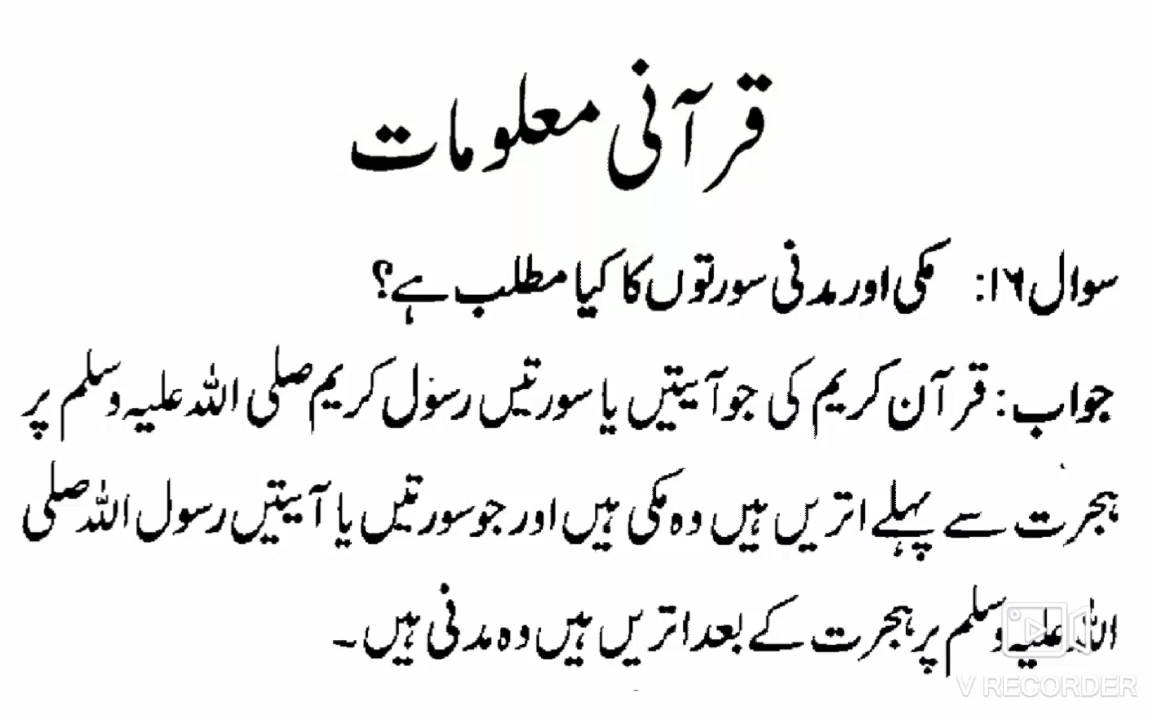 قرآنی معلومات
سوال ۱۶: مکی اور مدنی سورتوں کا کیا مطلب ہے؟
جواب: قرآن کریم کی جو آیتیں یا سورتیں رسول کریم صلی اللہ علیہ وسلم پر
ہجرت سے پہلے اتریں ہیں وہ مکی ہیں اور جو سورتیں یا آیتیں رسول اللہ صلی
اللہ علیہ وسلم پر ہجرت کے بعد اتریں ہیں وہ مدنی ہیں۔
V RECORDER